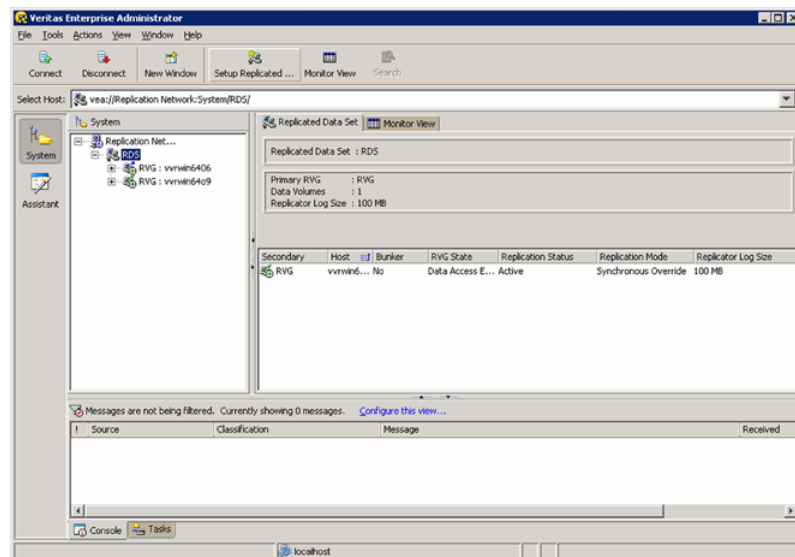 Veritas Enterprise Administrator
File Tools Actions View Window Help
Connect Disconnect New Window Setup Replicated ... Monitor View Search
Select Host: vea://Replication Network:System/RDS/
System
Assistant
System
Replication Net...
RDS
RVG : vvrwin6406
RVG : vvrwin64o9
Replicated Data Set Monitor View
Replicated Data Set : RDS
Primary RVG : RVG
Data Volumes : 1
Replicator Log Size : 100 MB
Secondary Host Bunker RVG State Replication Status Replication Mode Replicator Log Size
RVG vvrwin6... No Data Access E... Active Synchronous Override 100 MB
Messages are not being filtered. Currently showing 0 messages. Configure this view...
! Source Classification Message Received
Console Tasks
localhost